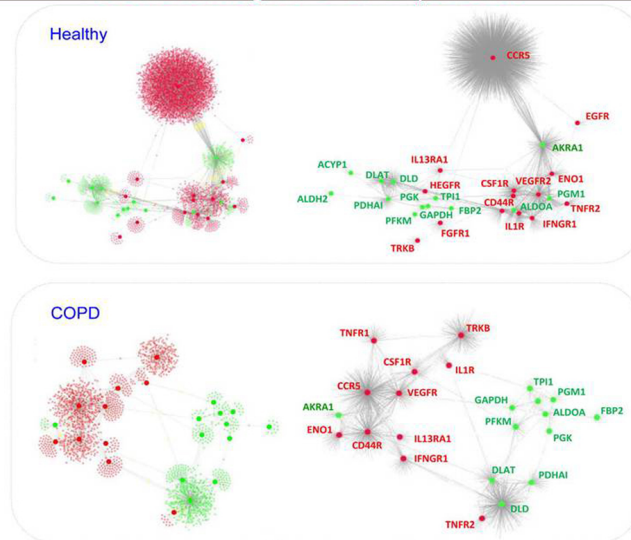 Healthy
CCR5
EGFR
AKRA1
IL13RA1
ACYP1
DLAT
DLD
CSF1R
VEGFR2
ENO1
ALDH2
HEGFR
PGM1
PDHAI
PGK
TPI1
CD44R
ALDOA
TNFR2
PFKM
GAPDH
FBP2
IL1R
IFNGR1
FGFR1
TRKB
COPD
TNFR1
TRKB
CSF1R
IL1R
CCR5
VEGFR
TPI1
PGM1
GAPDH
AKRA1
ALDOA
FBP2
PFKM
ENO1
IL13RA1
PGK
CD44R
IFNGR1
DLAT
PDHAI
DLD
TNFR2